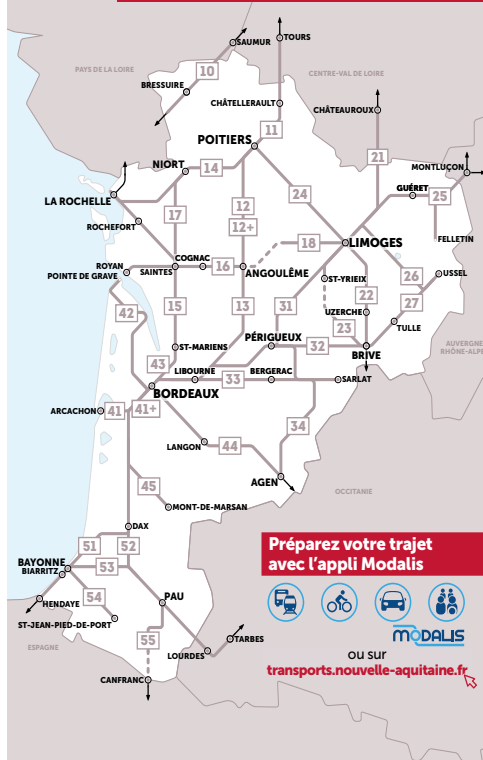 SAUMUR
TOURS
PAYS DE LA LOIRE
10
CENTRE-VAL DE LOIRE
BRESSUIRE
CHÂTELLERAULT
CHÂTEAUROUX
11
POITIERS
21
NIORT
14
MONTLUÇON
GUÉRET
25
LA ROCHELLE
24
17
12
12+
ROCHEFORT
18
LIMOGES
FELLETIN
COGNAC
ROYAN
POINTE DE GRAVE
SAINTES
16
ANGOULÊME
26
USSEL
ST-YRIEIX
22
27
15
13
31
42
UZERCHE
23
TULLE
ST-MARIENS
PÉRIGUEUX
32
BRIVE
AUVERGNE
RHÔNE-ALPE
43
LIBOURNE
33
BERGERAC
SARLAT
BORDEAUX
ARCACHON
41
41+
34
LANGON
44
AGEN
45
OCCITANIE
MONT-DE-MARSAN
DAX
51
52
BAYONNE
BIARRITZ
53
54
HENDAYE
PAU
ST-JEAN-PIED-DE-PORT
55
TARBES
LOURDES
ESPAGNE
CANFRANC
Préparez votre trajet
avec l'appli Modalis
MODALIS
ou sur
transports.nouvelle-aquitaine.fr